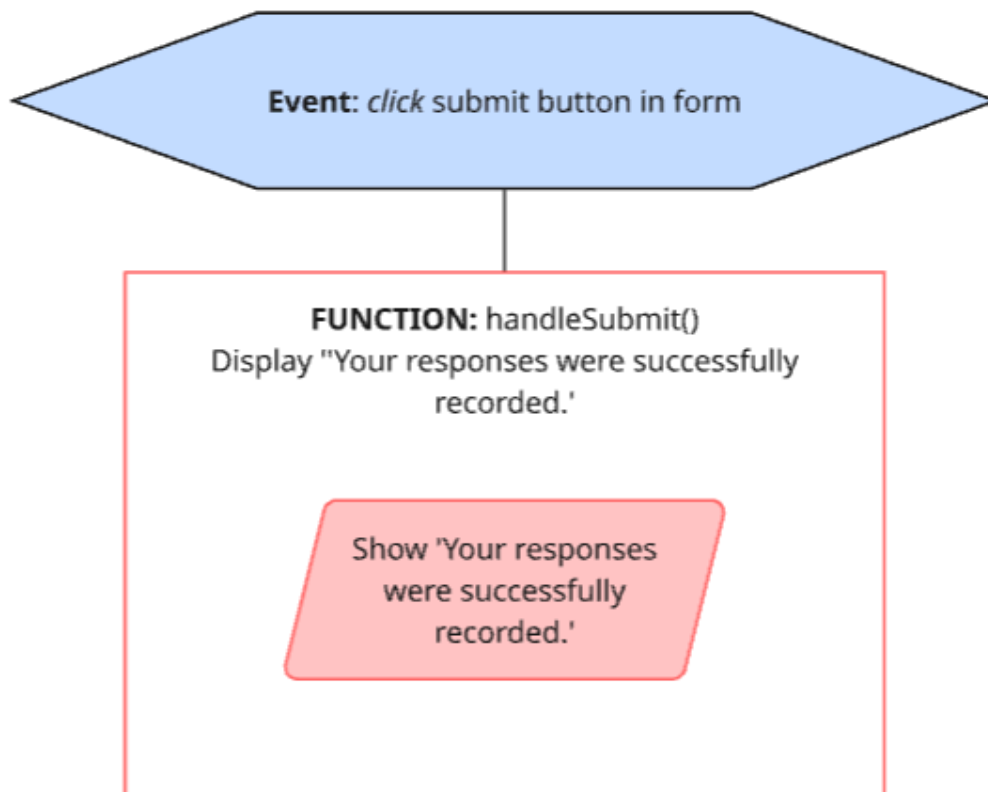 Event: click submit button in form
FUNCTION: handleSubmit()
Display "Your responses were successfully
recorded.'
Show 'Your responses
were successfully
recorded.'